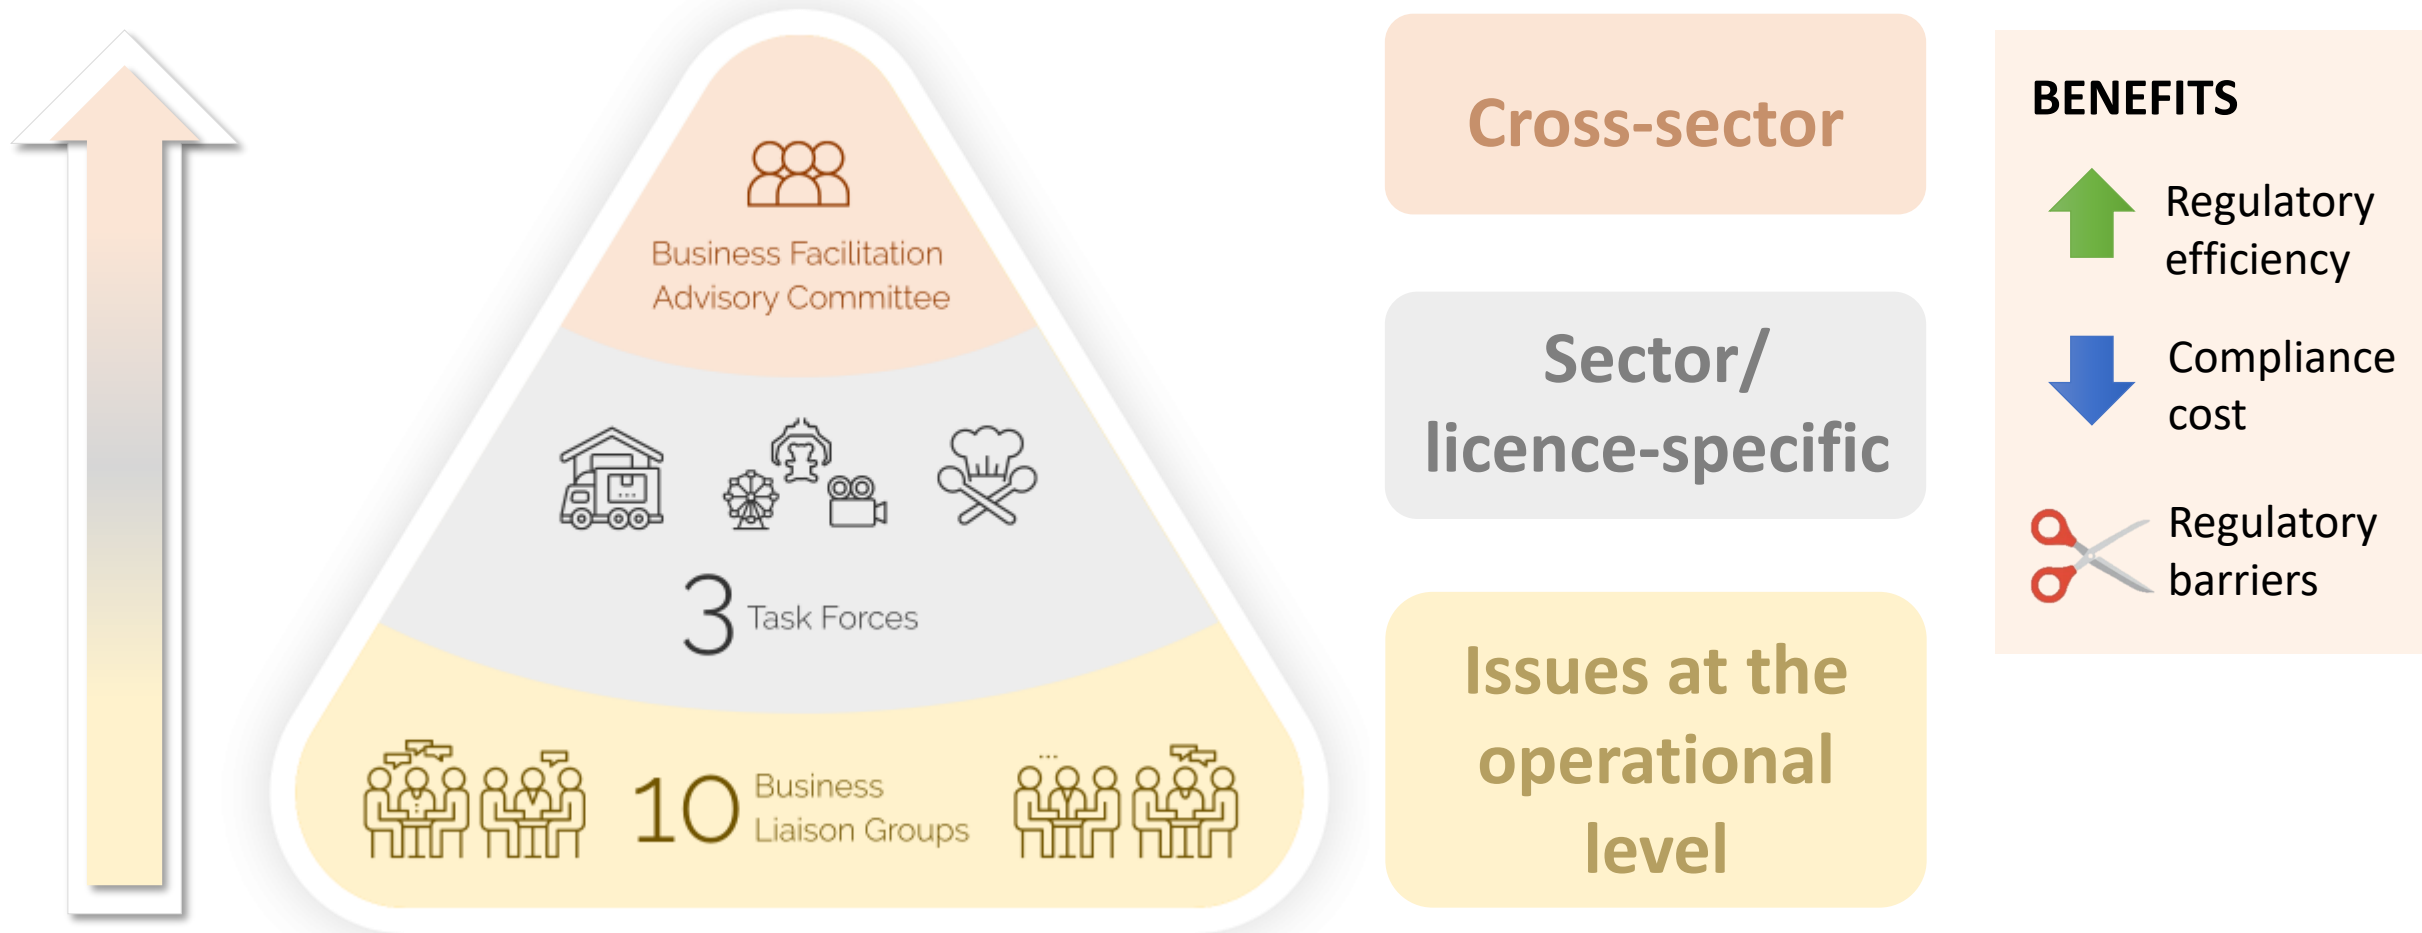 Business Facilitation
Advisory Committee
3 Task Forces
10 Business
Liaison Groups
Cross-sector
Sector/
licence-specific
Issues at the
operational
level
BENEFITS
Regulatory
efficiency
Compliance
cost
Regulatory
barriers